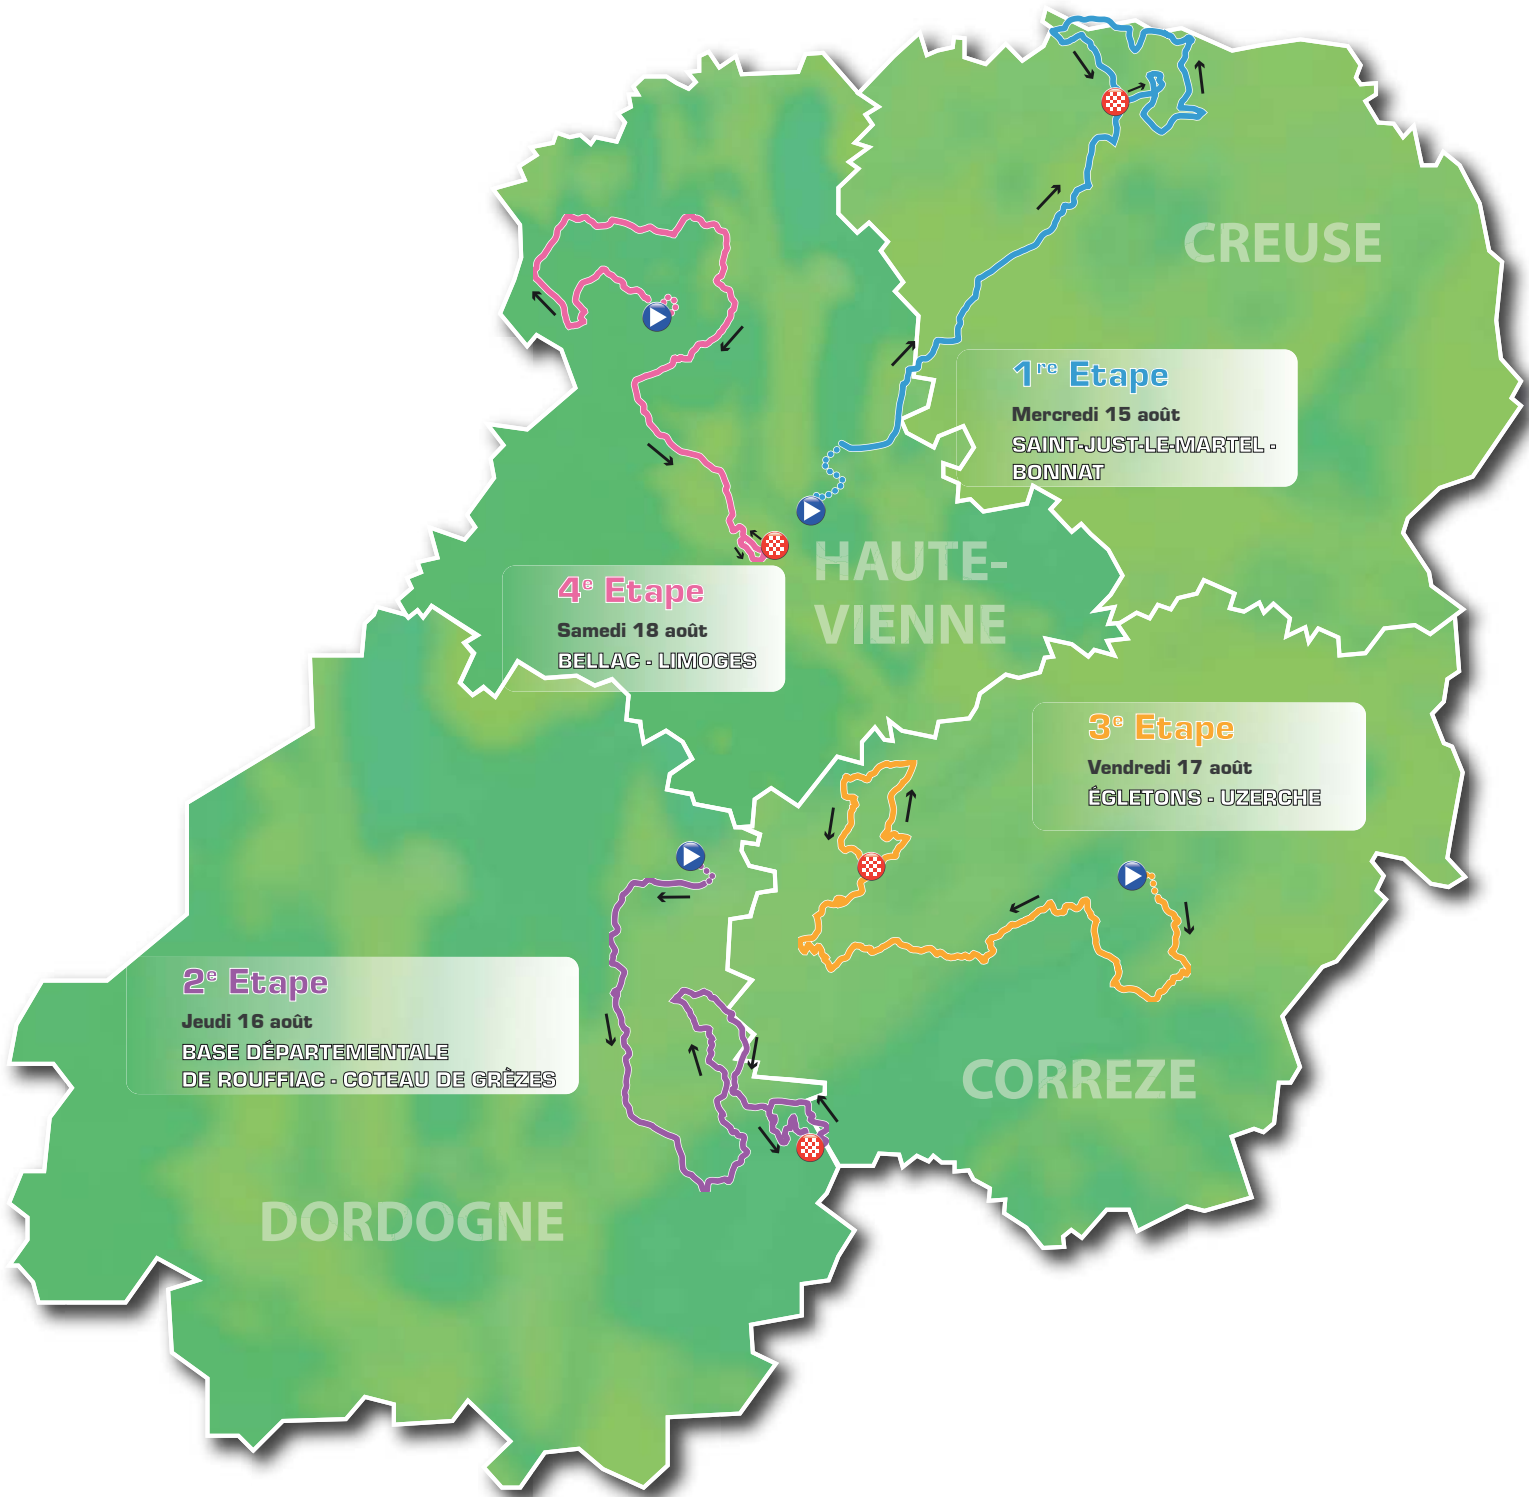 CREUSE
1re Etape
Mercredi 15 août
SAINT-JUST-LE-MARTEL -
BONNAT
HAUTE-
VIENNE
4e Etape
Samedi 18 août
BELLAC - LIMOGES
3e Etape
Vendredi 17 août
ÉGLETONS - UZERCHE
2e Etape
Jeudi 16 août
BASE DÉPARTEMENTALE
DE ROUFFIAC - COTEAU DE GRÈZES
CORREZE
DORDOGNE